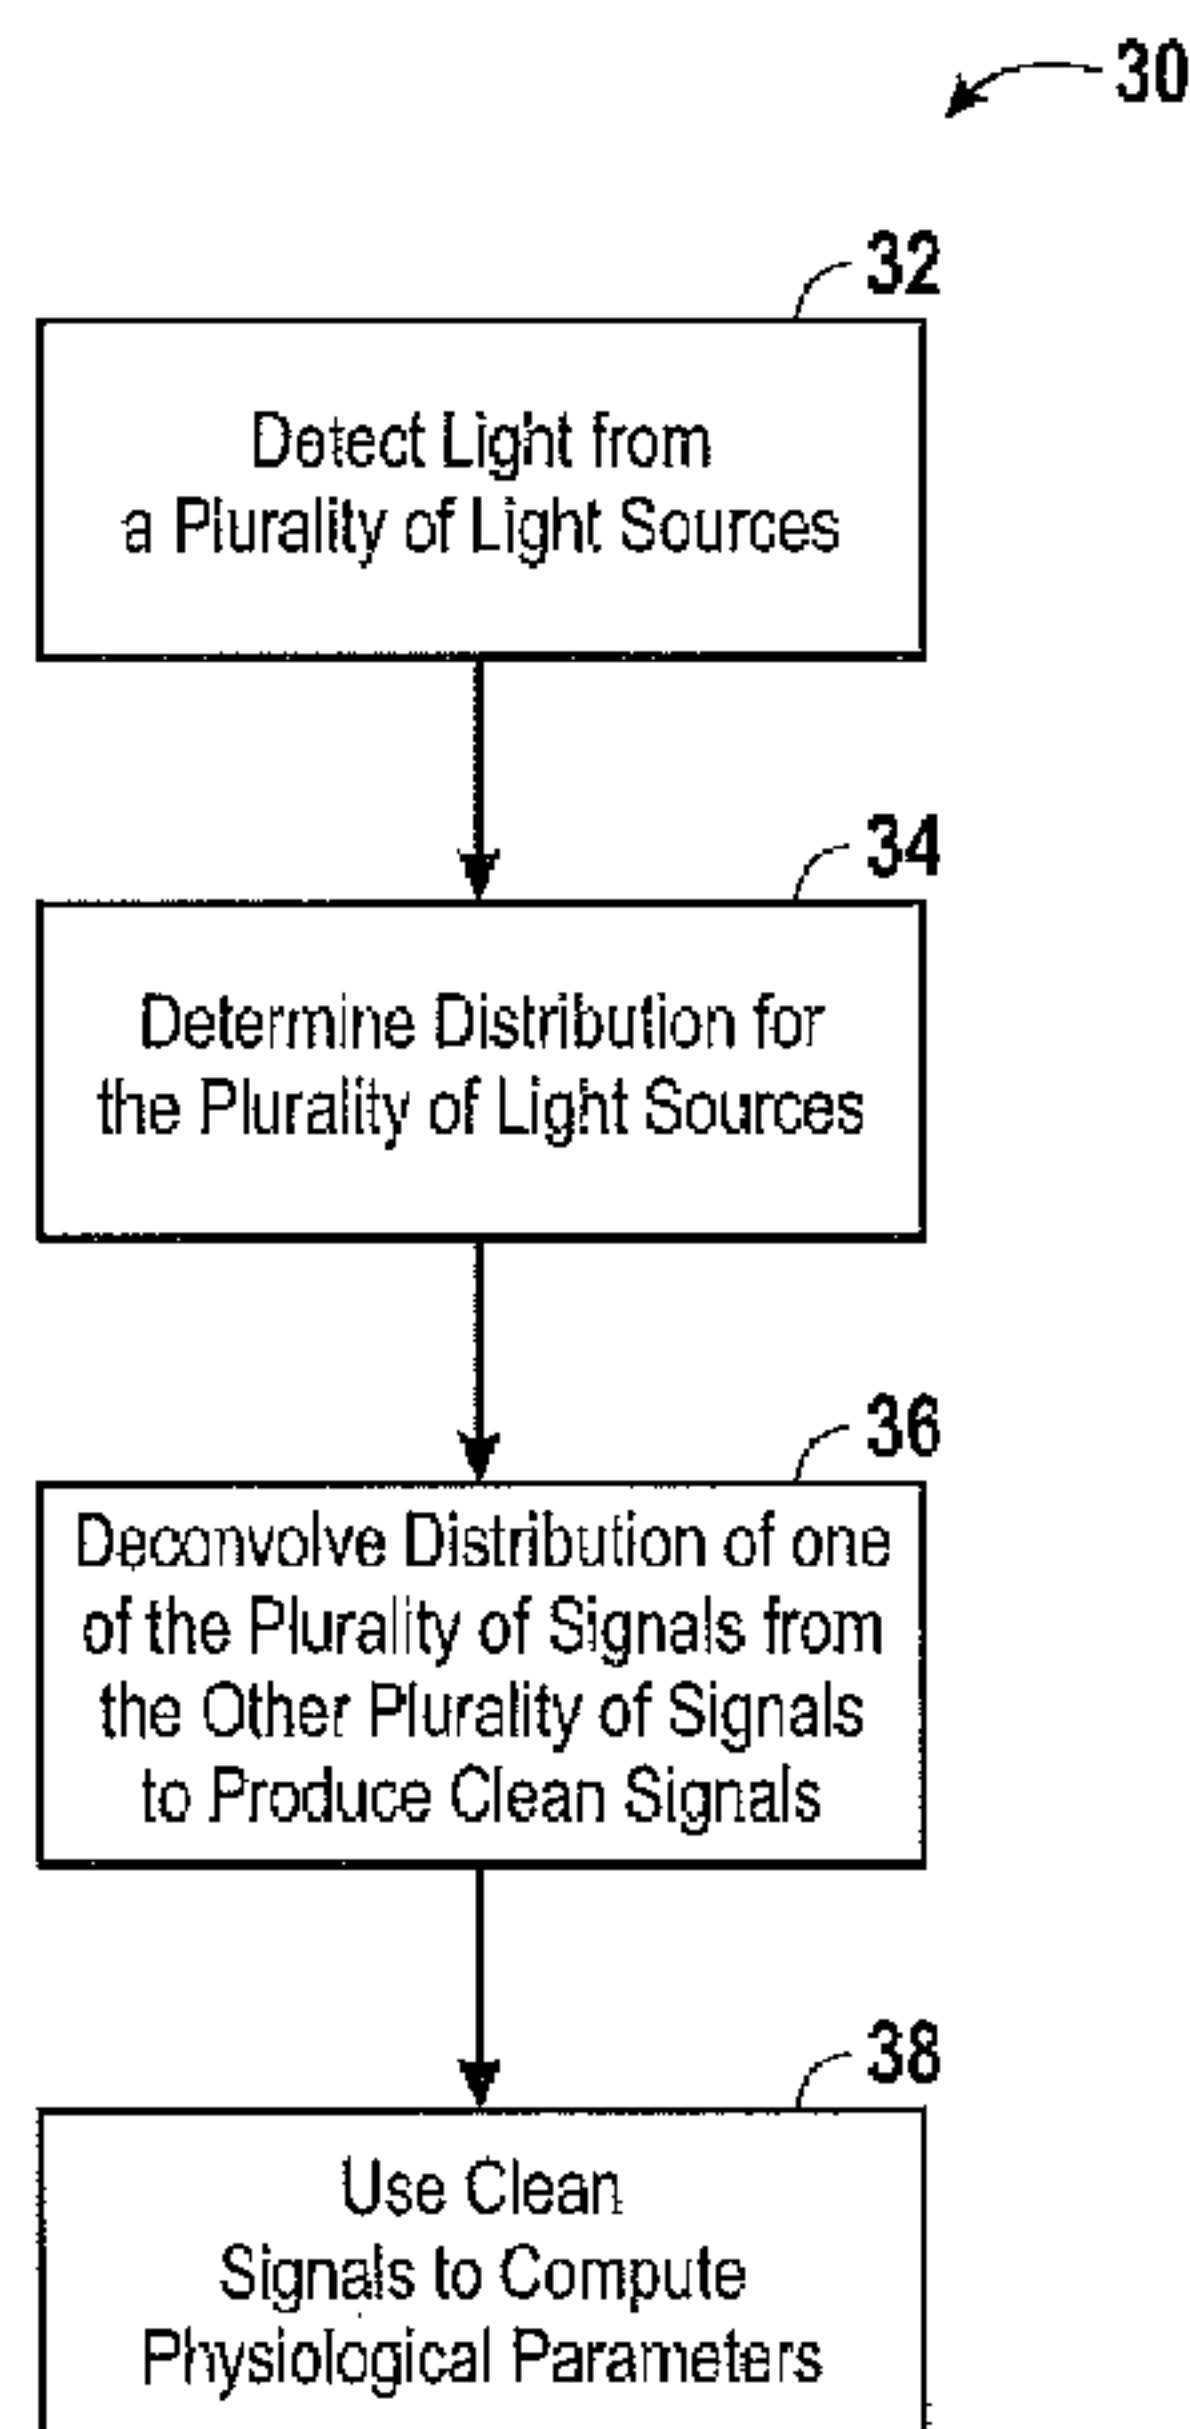 30
32
Detect Light from
a Plurality of Light Sources
34
Determine Distribution for
the Plurality of Light Sources
36
Deconvolve Distribution of one
of the Plurality of Signals from
the Other Plurality of Signals
to Produce Clean Signals
38
Use Clean
Signals to Compute
Physiological Parameters